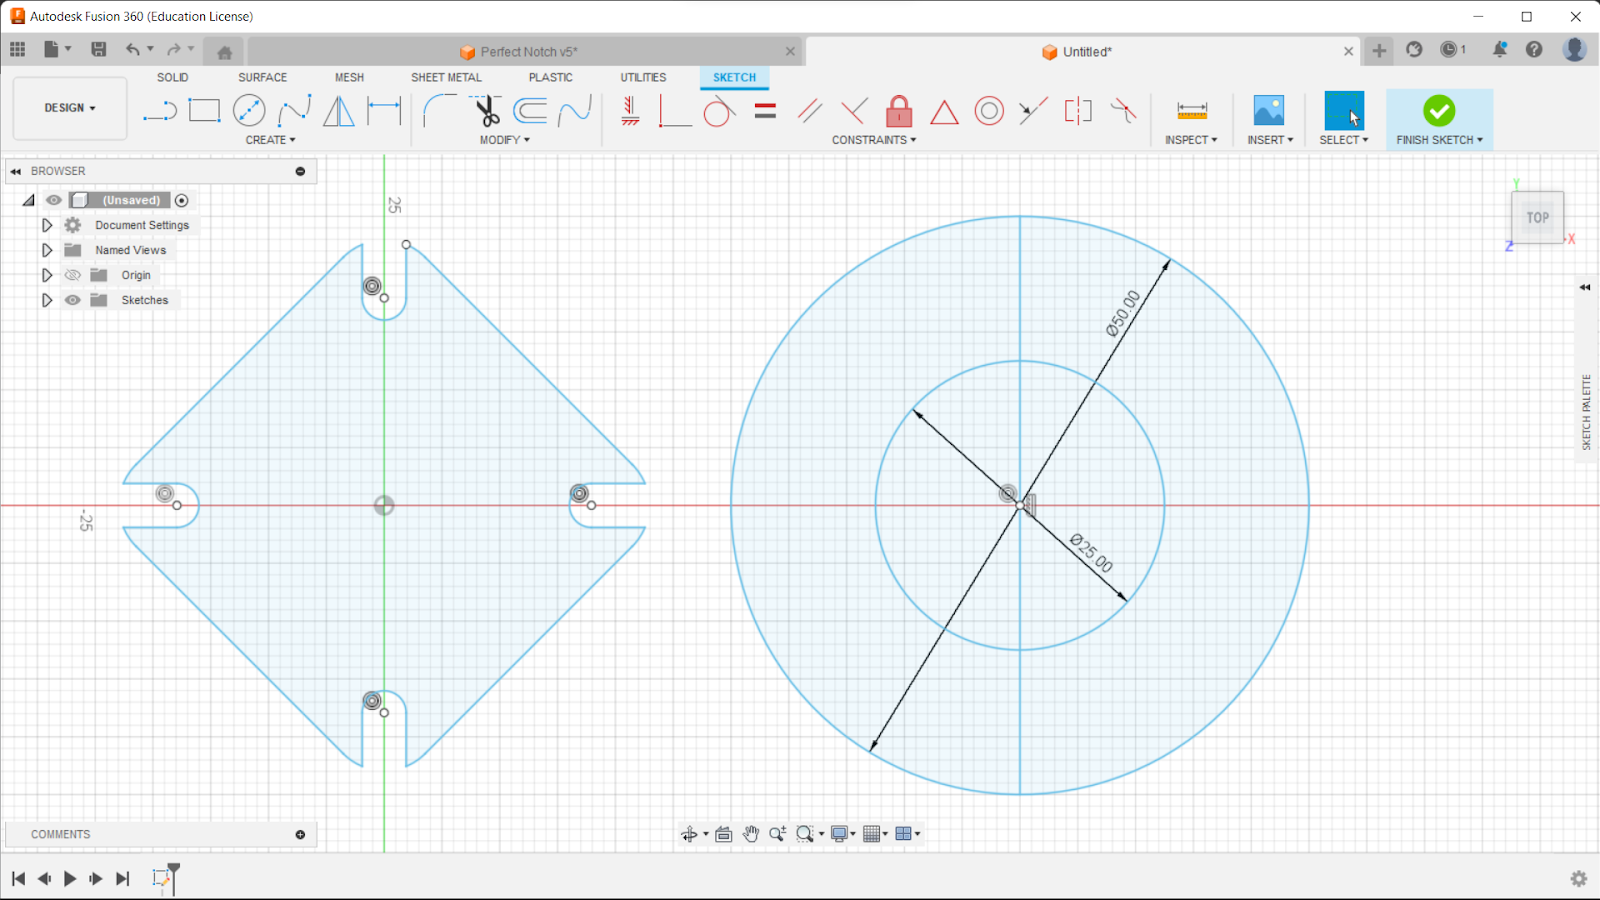 Autodesk Fusion 360 (Education License)
Perfect Notch v5*
Untitled*
1
DESIGN
SOLID
SURFACE
MESH
SHEET METAL
PLASTIC
UTILITIES
SKETCH
CREATE
MODIFY
CONSTRAINTS
INSPECT
INSERT
SELECT
FINISH SKETCH
BROWSER
(Unsaved)
Document Settings
Named Views
Origin
Sketches
25
-25
Ø50.00
Ø25.00
Y
TOP
X
Z
SKETCH PALETTE
COMMENTS